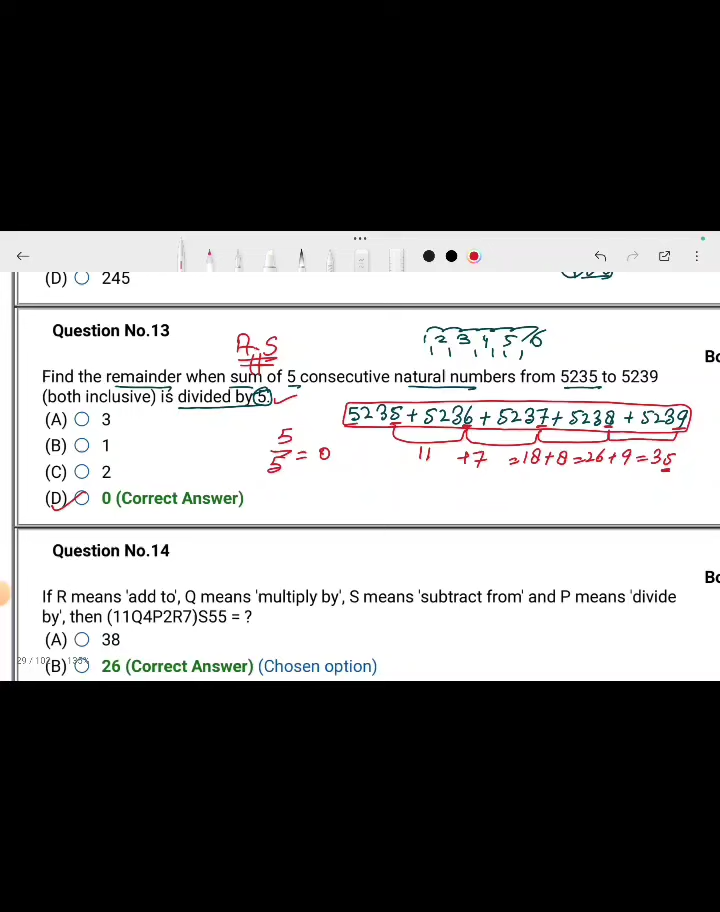 (D) 245
Question No.13
R S
1 2 3 4 5 6
Bo
Find the remainder when sum of 5 consecutive natural numbers from 5235 to 5239
(both inclusive) is divided by 5.
(A) 3
5235 + 5236 + 5237 + 5238 + 5239
(B) 1
5/5 = 0
11 +7 =18+8=26+9=35
(C) 2
(D) 0 (Correct Answer)
Question No.14
Bo
If R means 'add to', Q means 'multiply by', S means 'subtract from' and P means 'divide
by', then (11Q4P2R7)S55 = ?
(A) 38
29 / 102
(B) 26 (Correct Answer) (Chosen option)